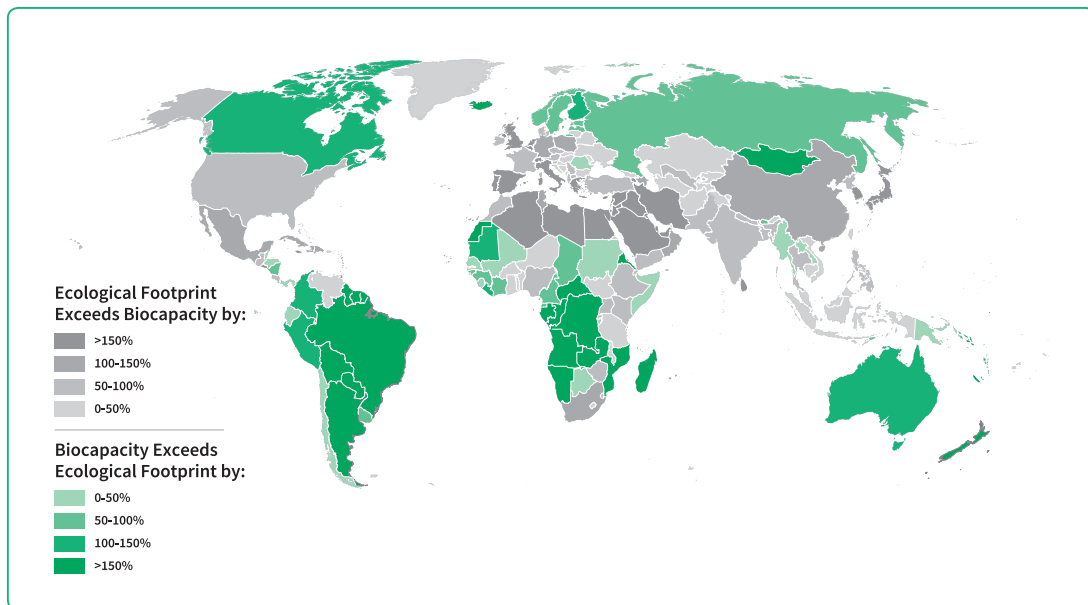 Ecological Footprint
Exceeds Biocapacity by:
>150%
100-150%
50-100%
0-50%
Biocapacity Exceeds
Ecological Footprint by:
0-50%
50-100%
100-150%
>150%